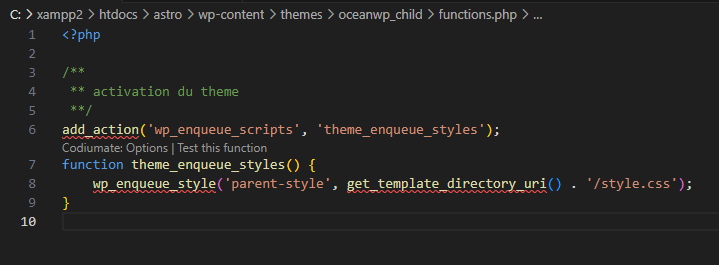 C: > xampp2 > htdocs > astro > wp-content > themes > oceanwp_child > functions.php > ...
1 <?php
2
3 /**
4  ** activation du theme
5  **/
6 add_action('wp_enqueue_scripts', 'theme_enqueue_styles');
Codiumate: Options | Test this function
7 function theme_enqueue_styles() {
8     wp_enqueue_style('parent-style', get_template_directory_uri() . '/style.css');
9 }
10